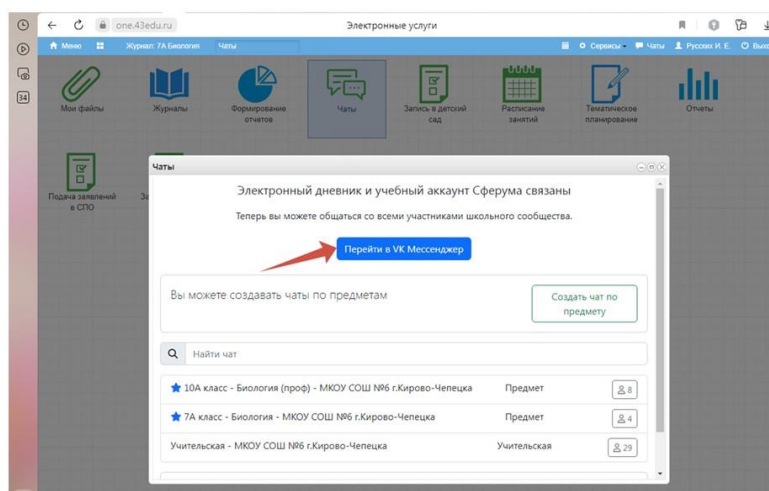 one.43edu.ru
Электронные услуги
34
Меню
Журнал: 7А Биология
Чаты
Сервисы
Чаты
Русских И. Е.
Мои файлы
Журналы
Формирование
отчетов
Чаты
Запись в детский
сад
Расписание
занятий
Тематическое
планирование
Отчеты
Подача заявлений
в СПО
Чаты
Электронный дневник и учебный аккаунт Сферума связаны
Теперь вы можете общаться со всеми участниками школьного сообщества.
Перейти в VK Мессенджер
Вы можете создавать чаты по предметам
Создать чат по
предмету
Найти чат
10А класс - Биология (проф) - МКОУ СОШ №6 г.Кирово-Чепецка Предмет 8
7А класс - Биология - МКОУ СОШ №6 г.Кирово-Чепецка Предмет 4
Учительская - МКОУ СОШ №6 г.Кирово-Чепецка Учительская 29